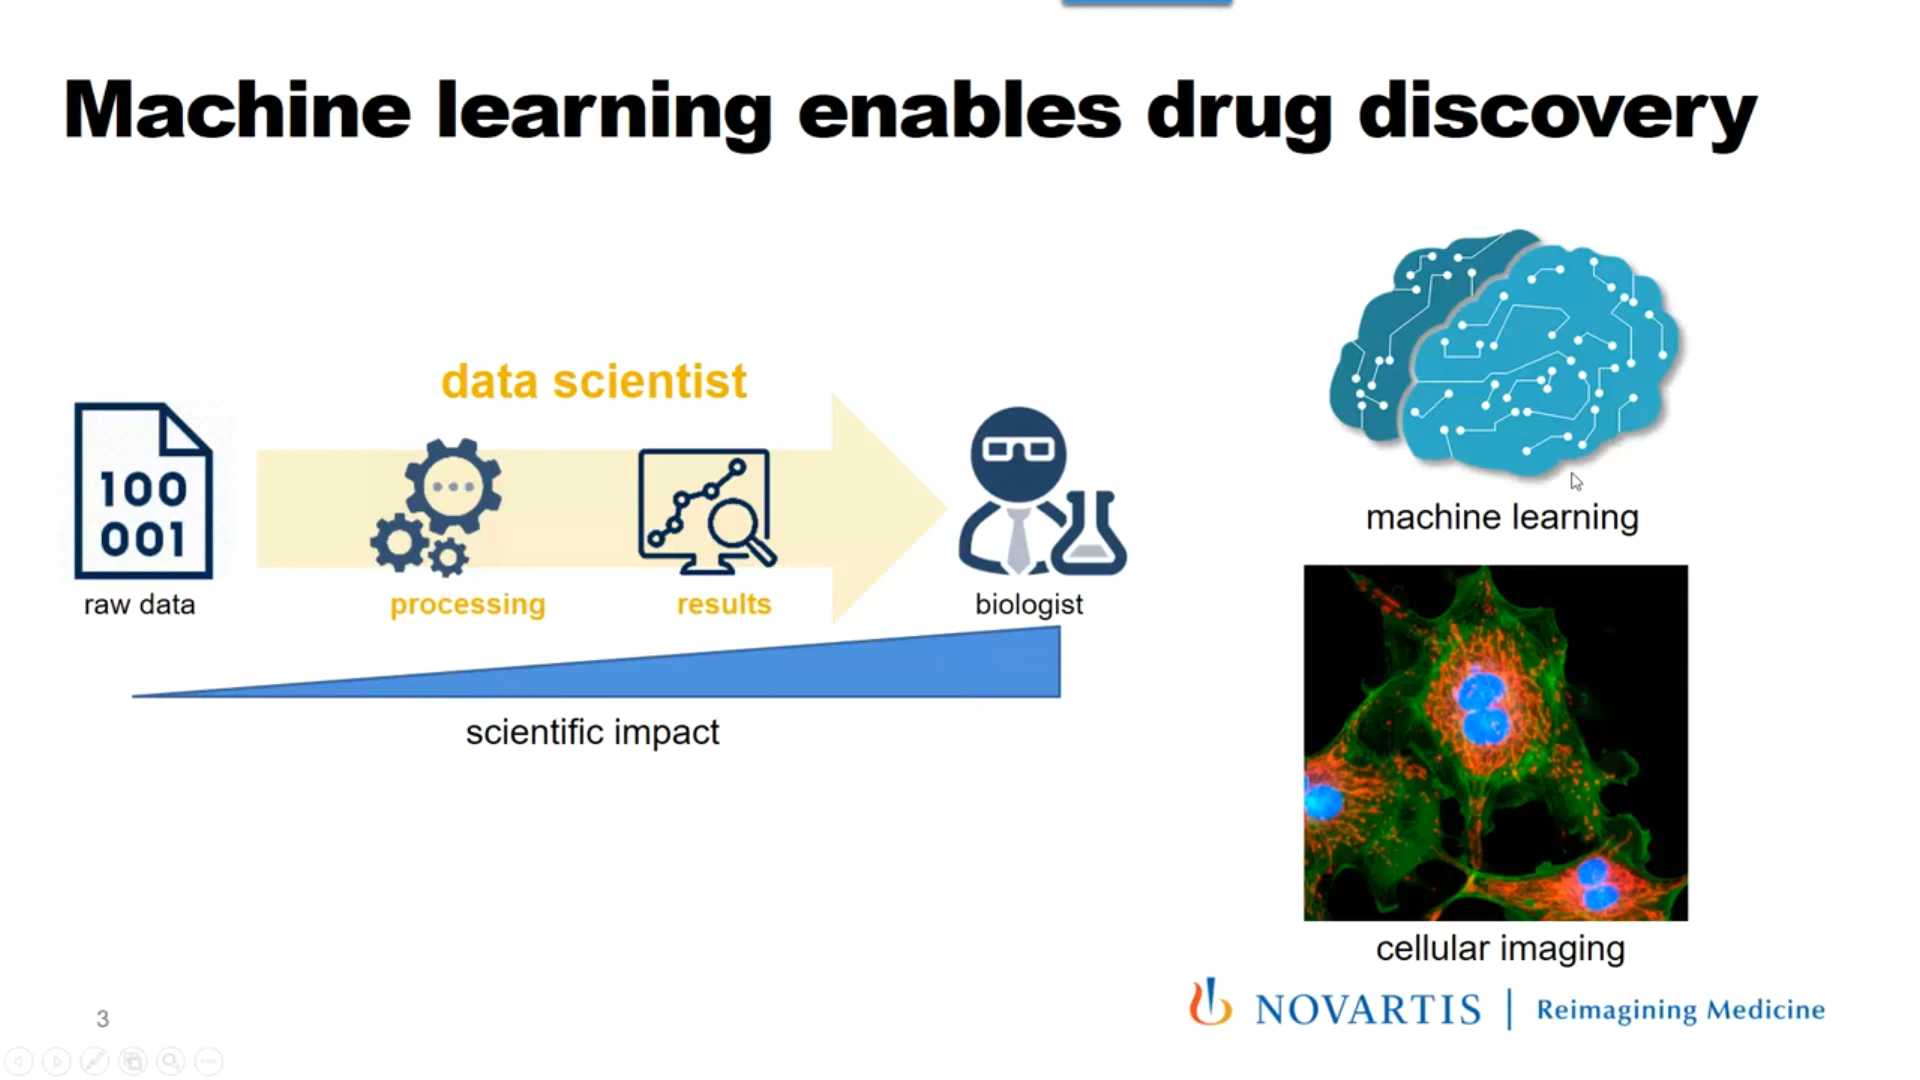 Machine learning enables drug discovery
data scientist
100
001
raw data
processing
results
biologist
scientific impact
machine learning
cellular imaging
3
NOVARTIS | Reimagining Medicine